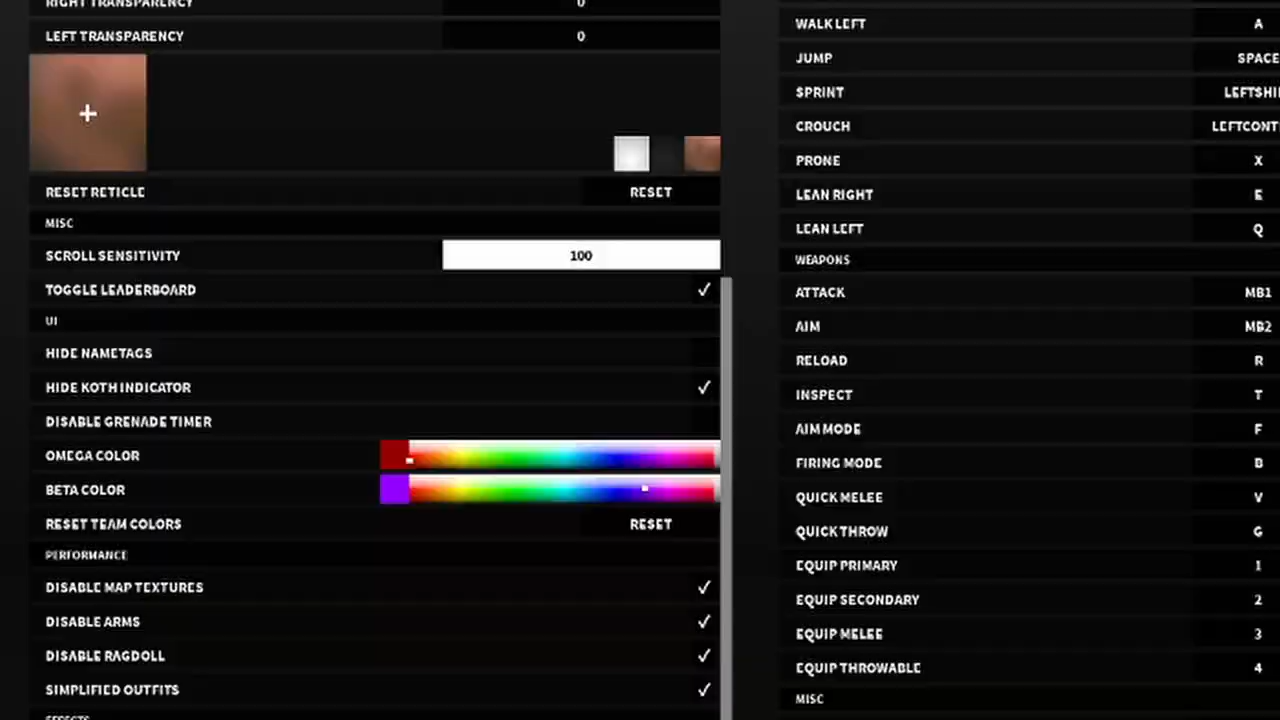 RIGHT TRANSPARENCY 0
LEFT TRANSPARENCY 0
RESET RETICLE RESET
MISC
SCROLL SENSITIVITY 100
TOGGLE LEADERBOARD ✓
UI
HIDE NAMETAGS
HIDE KOTH INDICATOR ✓
DISABLE GRENADE TIMER
OMEGA COLOR
BETA COLOR
RESET TEAM COLORS RESET
PERFORMANCE
DISABLE MAP TEXTURES ✓
DISABLE ARMS ✓
DISABLE RAGDOLL ✓
SIMPLIFIED OUTFITS ✓
EFFECTS
WALK LEFT A
JUMP SPACE
SPRINT LEFTSHI
CROUCH LEFTCONT
PRONE X
LEAN RIGHT E
LEAN LEFT Q
WEAPONS
ATTACK MB1
AIM MB2
RELOAD R
INSPECT T
AIM MODE F
FIRING MODE B
QUICK MELEE V
QUICK THROW G
EQUIP PRIMARY 1
EQUIP SECONDARY 2
EQUIP MELEE 3
EQUIP THROWABLE 4
MISC